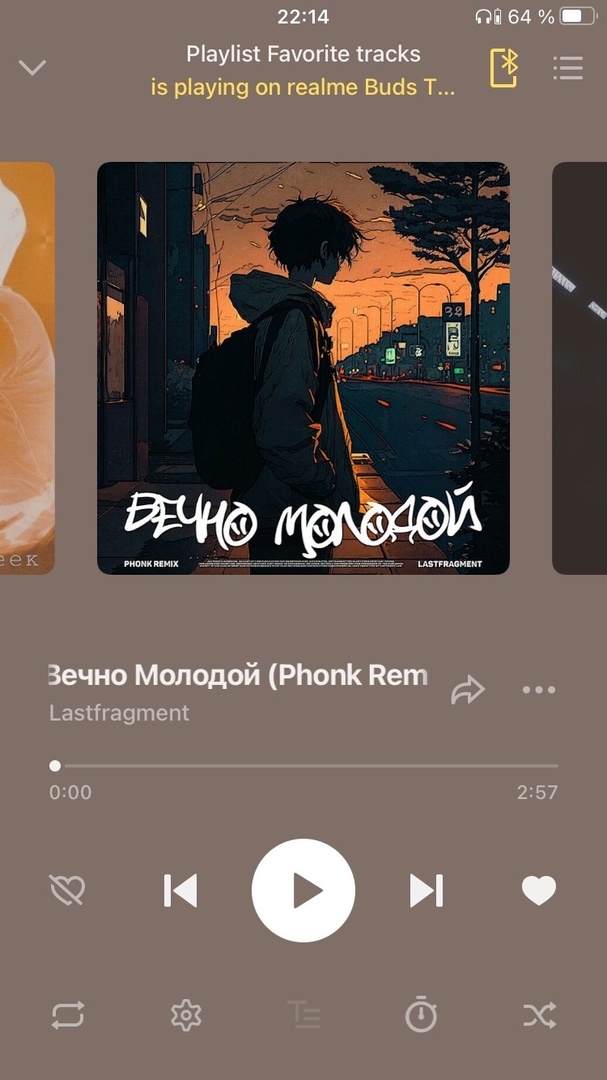 22:14
64 %
Playlist Favorite tracks
is playing on realme Buds T...
30
eek
ВЕЧНО МОЛОДОЙ
PHONK REMIX
LASTFRAGMENT
Вечно Молодой (Phonk Rem
Lastfragment
0:00
2:57